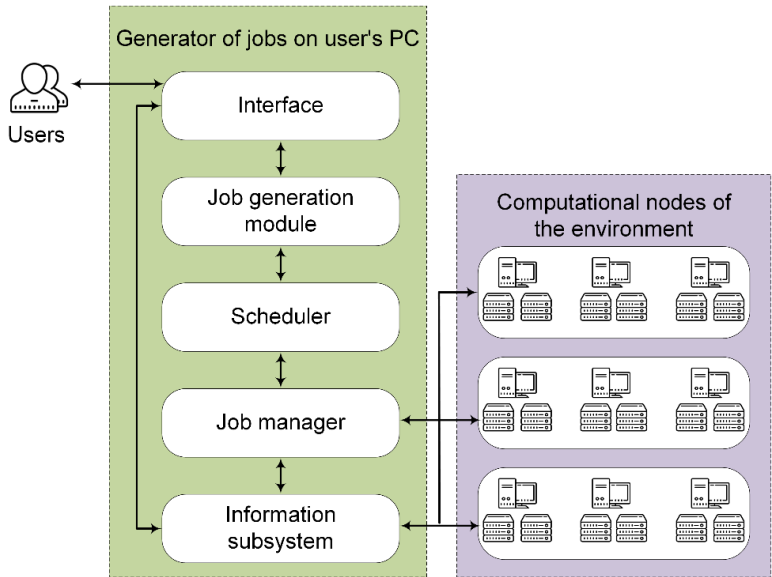 Generator of jobs on user's PC
Users
Interface
Job generation
module
Scheduler
Job manager
Information
subsystem
Computational nodes of
the environment